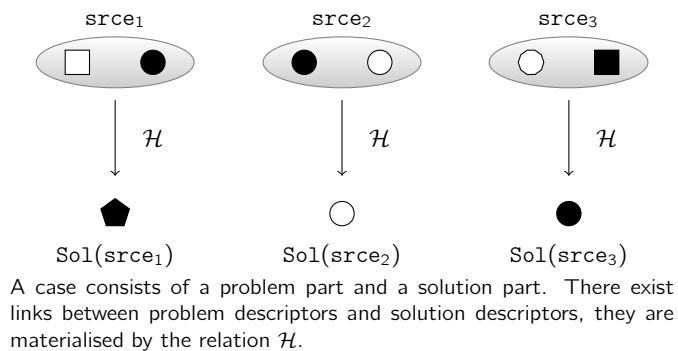 srce₁ srce₂ srce₃
ℋ ℋ ℋ
Sol(srce₁) Sol(srce₂) Sol(srce₃)
A case consists of a problem part and a solution part. There exist
links between problem descriptors and solution descriptors, they are
materialised by the relation ℋ.